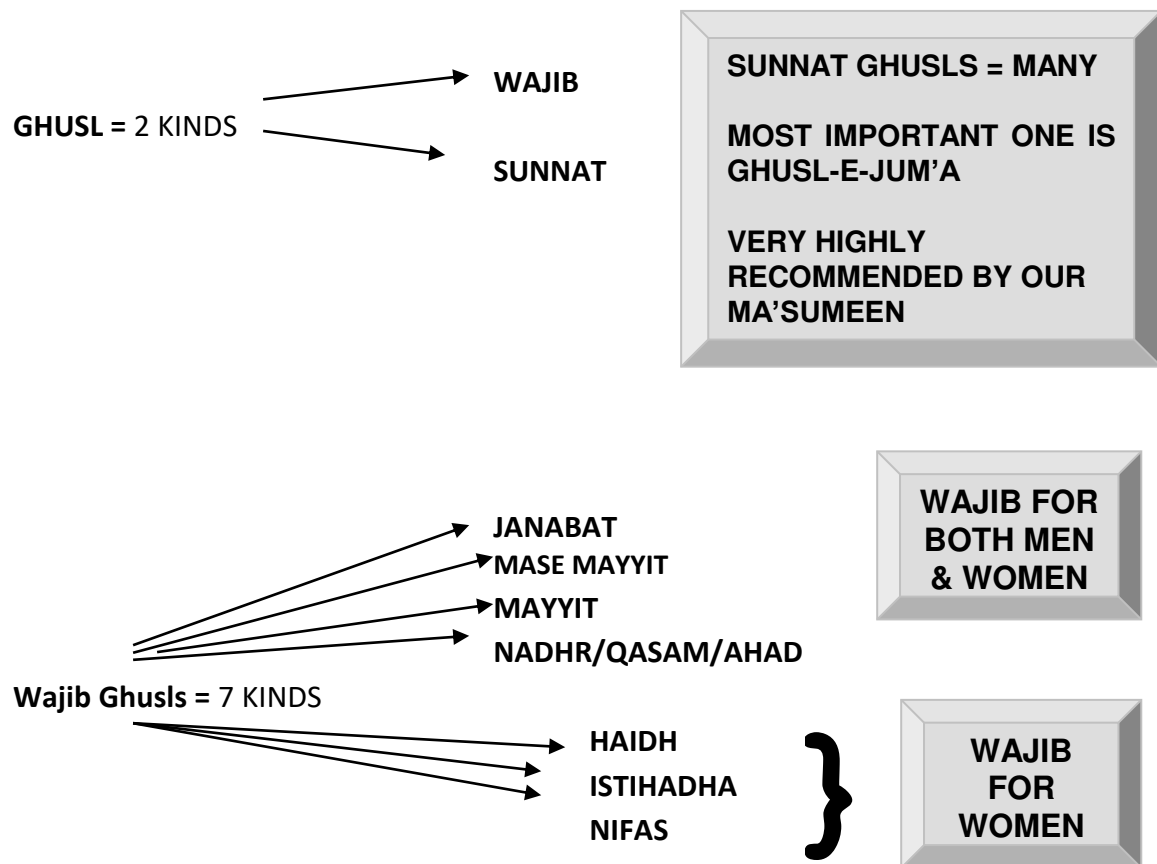 GHUSL = 2 KINDS
WAJIB
SUNNAT
SUNNAT GHUSLS = MANY
MOST IMPORTANT ONE IS
GHUSL-E-JUM’A
VERY HIGHLY
RECOMMENDED BY OUR
MA’SUMEEN
Wajib Ghusls = 7 KINDS
JANABAT
MASE MAYYIT
MAYYIT
NADHR/QASAM/AHAD
WAJIB FOR
BOTH MEN
& WOMEN
HAIDH
ISTIHADHA
NIFAS
WAJIB
FOR
WOMEN